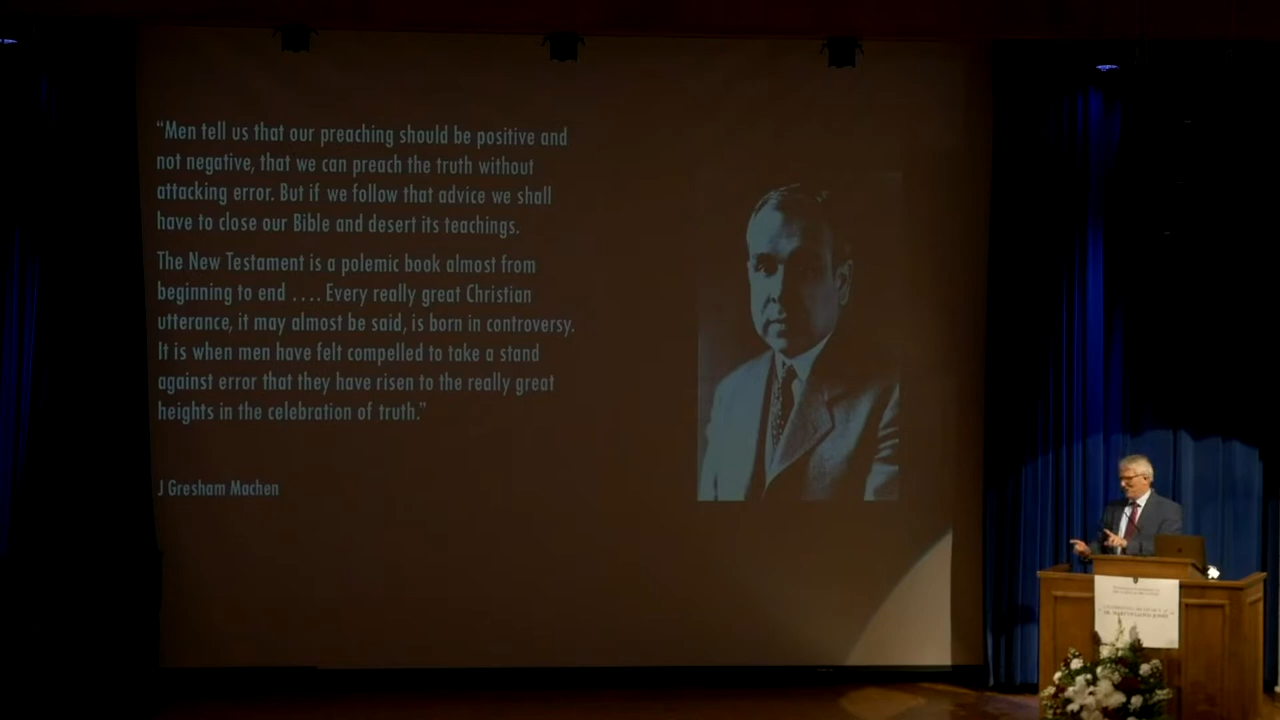 “Men tell us that our preaching should be positive and
not negative, that we can preach the truth without
attacking error. But if we follow that advice we shall
have to close our Bible and desert its teachings.
The New Testament is a polemic book almost from
beginning to end .... Every really great Christian
utterance, it may almost be said, is born in controversy.
It is when men have felt compelled to take a stand
against error that they have risen to the really great
heights in the celebration of truth.”
J Gresham Machen